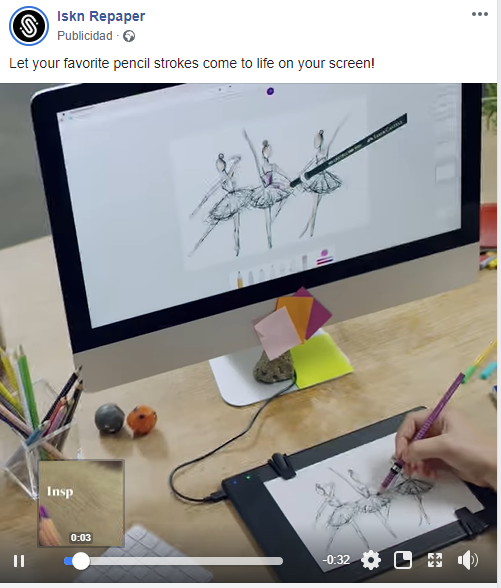 Iskn Repaper
Publicidad ·
Let your favorite pencil strokes come to life on your screen!
Insp
0:03
-0:32